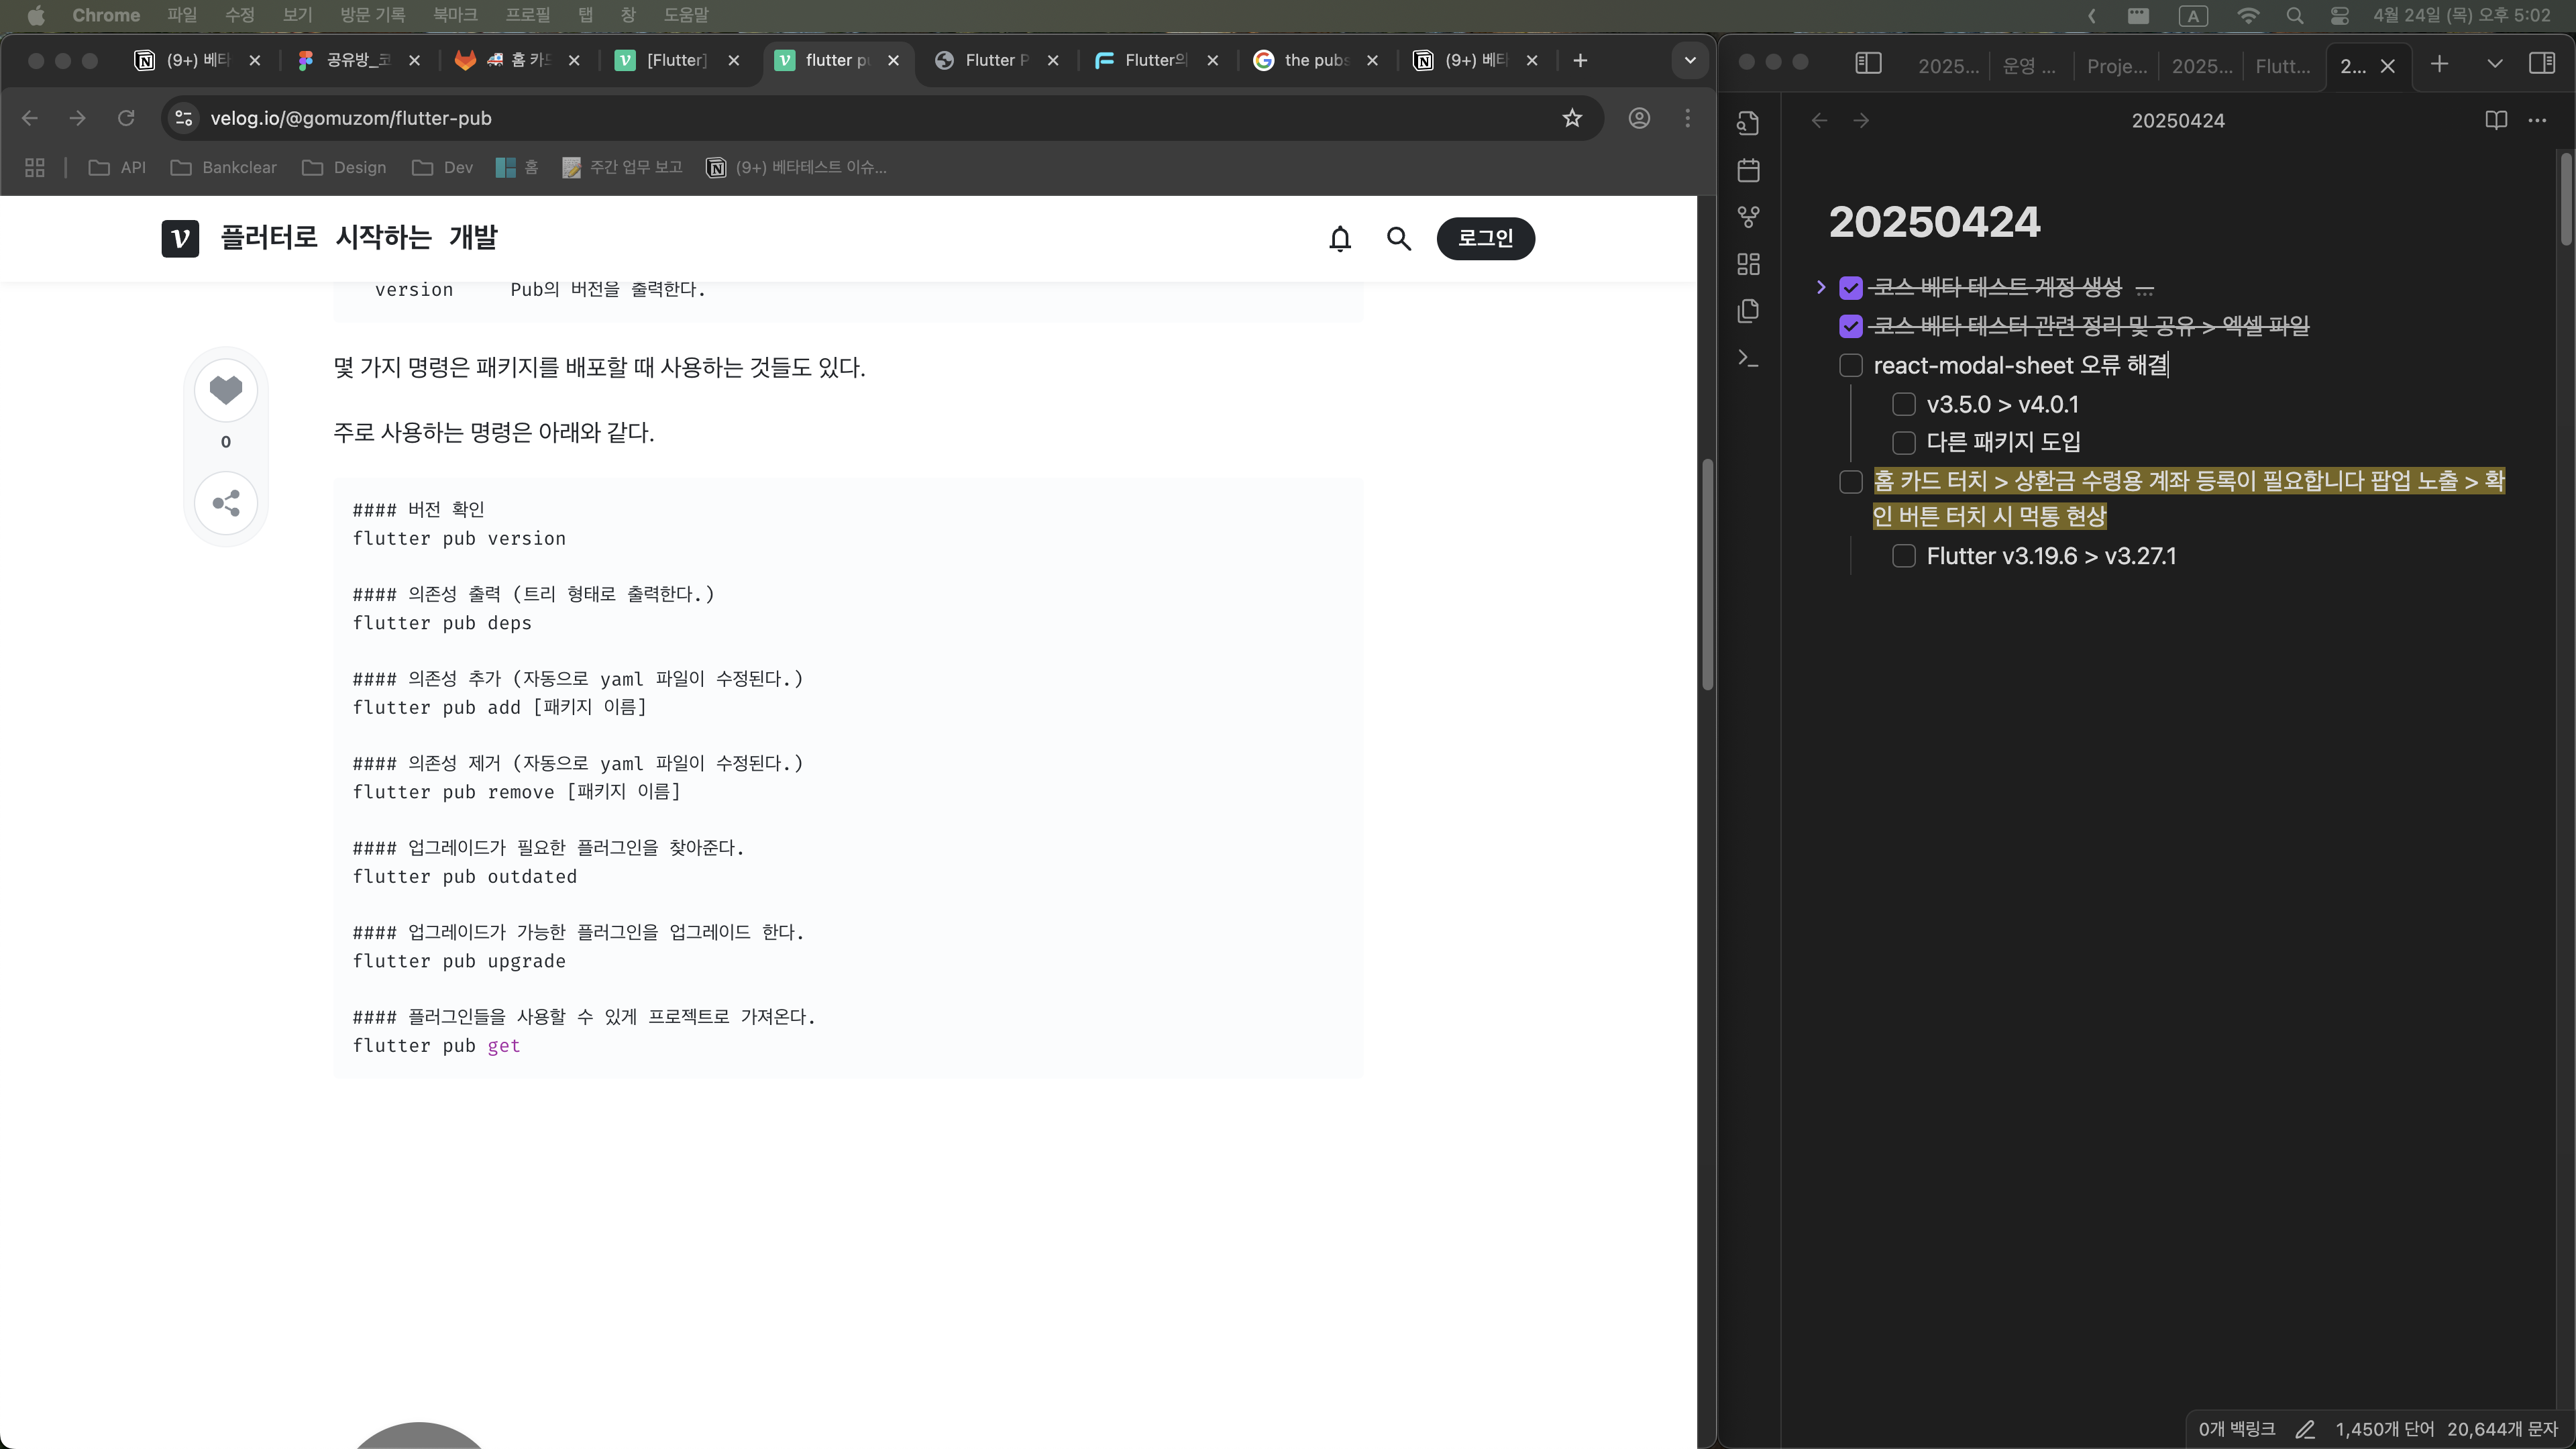 Chrome 파일 수정 보기 방문 기록 북마크 프로필 탭 창 도움말
A 4월 24일 (목) 오후 5:02
(9+) 베타
공유방_코
홈 카드
[Flutter]
flutter pu
Flutter P
Flutter의
the pubs
(9+) 베타
velog.io/@gomuzom/flutter-pub
API Bankclear Design Dev 홈 주간 업무 보고 (9+) 베타테스트 이슈...
플러터로 시작하는 개발
로그인
version Pub의 버전을 출력한다.
몇 가지 명령은 패키지를 배포할 때 사용하는 것들도 있다.
0
주로 사용하는 명령은 아래와 같다.
#### 버전 확인
flutter pub version
#### 의존성 출력 (트리 형태로 출력한다.)
flutter pub deps
#### 의존성 추가 (자동으로 yaml 파일이 수정된다.)
flutter pub add [패키지 이름]
#### 의존성 제거 (자동으로 yaml 파일이 수정된다.)
flutter pub remove [패키지 이름]
#### 업그레이드가 필요한 플러그인을 찾아준다.
flutter pub outdated
#### 업그레이드가 가능한 플러그인을 업그레이드 한다.
flutter pub upgrade
#### 플러그인들을 사용할 수 있게 프로젝트로 가져온다.
flutter pub get
2025... 운영 ... Proje... 2025... Flutt... 2...
20250424
20250424
코스 베타 테스트 계정 생성 ...
코스 베타 테스터 관련 정리 및 공유 > 엑셀 파일
react-modal-sheet 오류 해결
v3.5.0 > v4.0.1
다른 패키지 도입
홈 카드 터치 > 상환금 수령용 계좌 등록이 필요합니다 팝업 노출 > 확
인 버튼 터치 시 먹통 현상
Flutter v3.19.6 > v3.27.1
0개 백링크 1,450개 단어 20,644개 문자